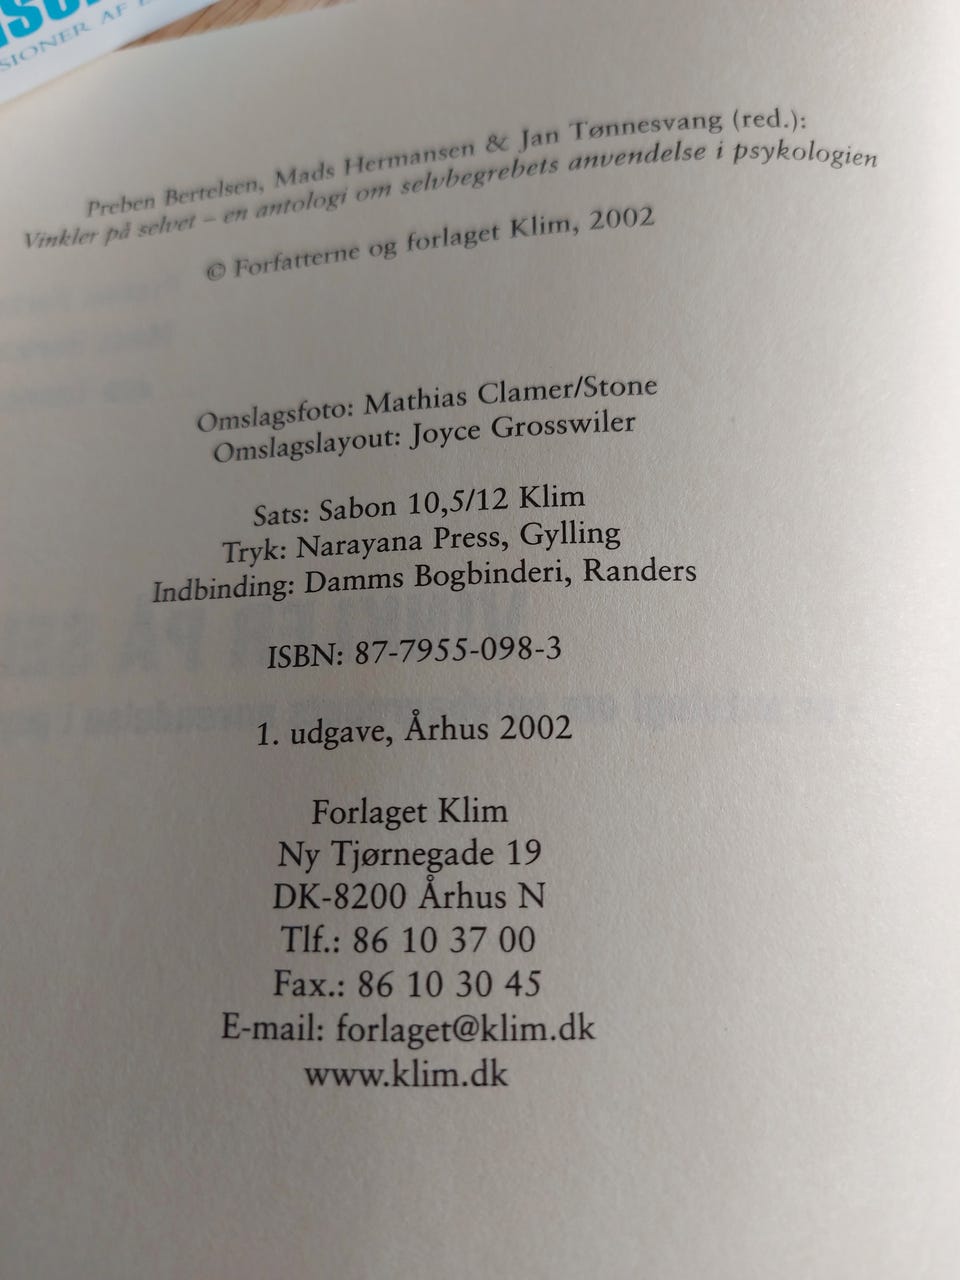 SIONER AF
Preben Bertelsen, Mads Hermansen & Jan Tønnesvang (red.):
Vinkler på selvet – en antologi om selvbegrebets anvendelse i psykologien
© Forfatterne og forlaget Klim, 2002
Omslagsfoto: Mathias Clamer/Stone
Omslagslayout: Joyce Grosswiler
Sats: Sabon 10,5/12 Klim
Tryk: Narayana Press, Gylling
Indbinding: Damms Bogbinderi, Randers
ISBN: 87-7955-098-3
1. udgave, Århus 2002
Forlaget Klim
Ny Tjørnegade 19
DK-8200 Århus N
Tlf.: 86 10 37 00
Fax.: 86 10 30 45
E-mail: forlaget@klim.dk
www.klim.dk